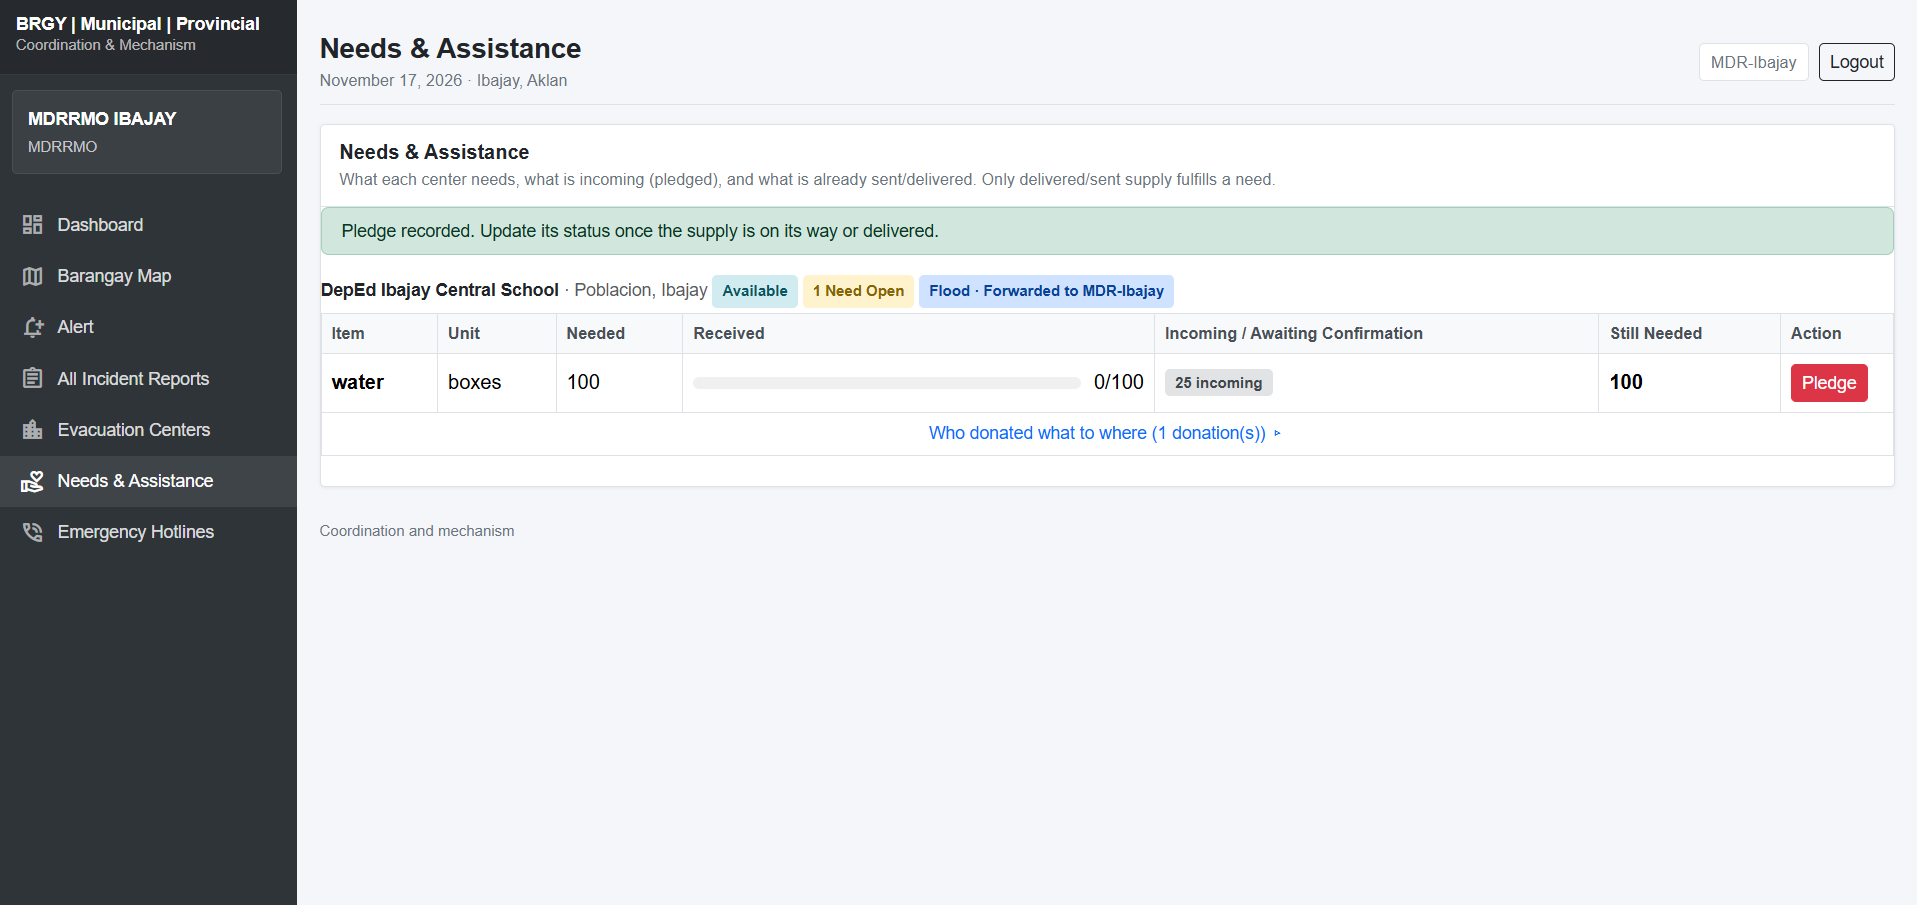 BRGY | Municipal | Provincial
Coordination & Mechanism
MDRRMO IBAJAY
MDRRMO
Dashboard
Barangay Map
Alert
All Incident Reports
Evacuation Centers
Needs & Assistance
Emergency Hotlines
Needs & Assistance
November 17, 2026 · Ibajay, Aklan
MDR-Ibajay
Logout
Needs & Assistance
What each center needs, what is incoming (pledged), and what is already sent/delivered. Only delivered/sent supply fulfills a need.
Pledge recorded. Update its status once the supply is on its way or delivered.
DepEd Ibajay Central School · Poblacion, Ibajay Available 1 Need Open Flood · Forwarded to MDR-Ibajay
Item Unit Needed Received Incoming / Awaiting Confirmation Still Needed Action
water boxes 100 0/100 25 incoming 100 Pledge
Who donated what to where (1 donation(s)) ▸
Coordination and mechanism